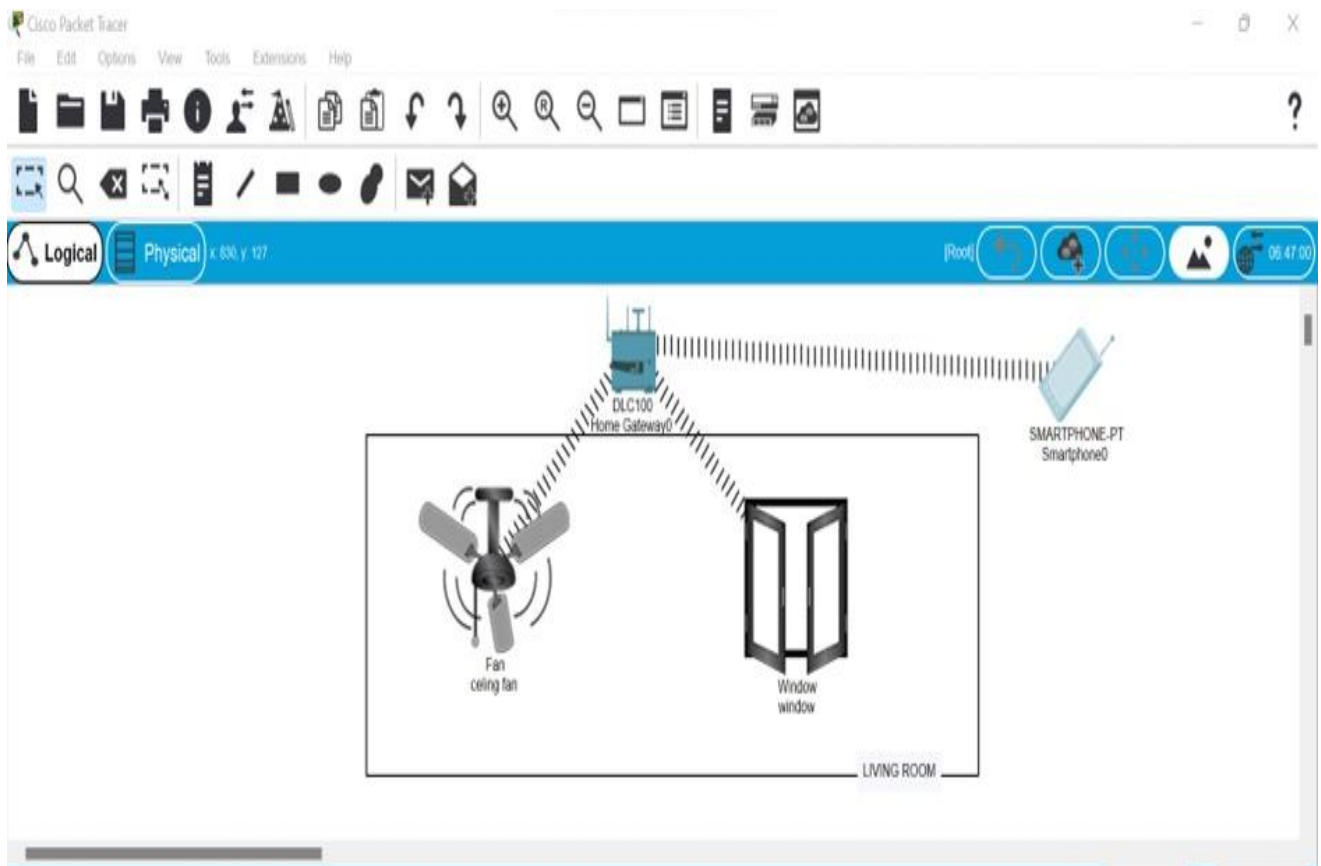 Cisco Packet Tracer
File Edit Options View Tools Extensions Help
R
?
Logical Physical x: 830, y: 127 [Root] 06:47:00
DLC100
Home Gateway0
SMARTPHONE-PT
Smartphone0
Fan
celing fan
Window
window
LIVING ROOM